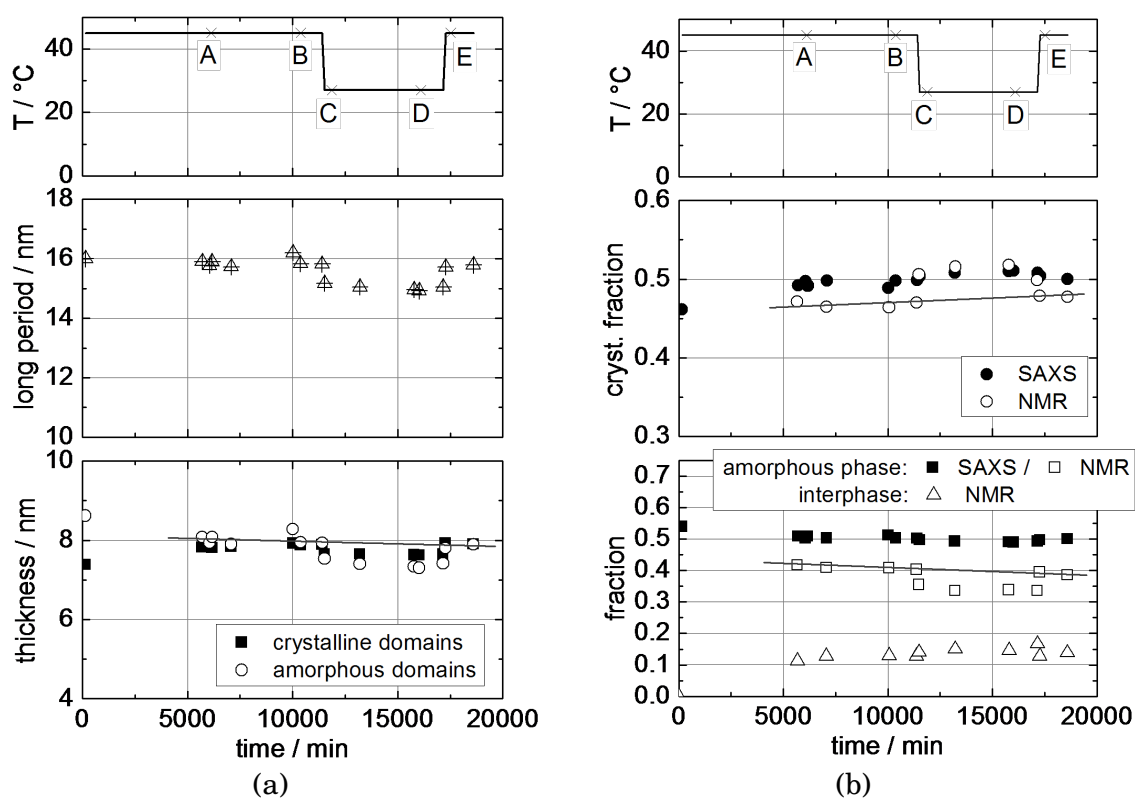 T / °C
40
20
0
A
B
C
D
E
long period / nm
18
16
14
12
10
thickness / nm
10
8
6
4
crystalline domains
amorphous domains
0
5000
10000
15000
20000
time / min
(a)
T / °C
40
20
0
A
B
C
D
E
cryst. fraction
0.6
0.5
0.4
0.3
SAXS
NMR
fraction
0.7
0.6
0.5
0.4
0.3
0.2
0.1
0.0
amorphous phase: SAXS / NMR
interphase: NMR
0
5000
10000
15000
20000
time / min
(b)